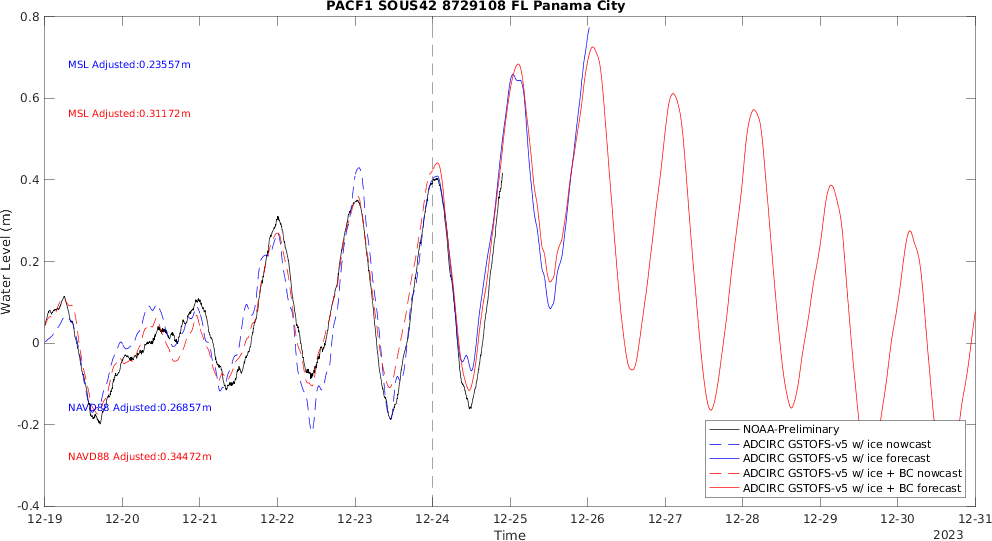 PACF1 SOUS42 8729108 FL Panama City
0.8
0.6
0.4
0.2
0
-0.2
-0.4
Water Level (m)
MSL Adjusted:0.23557m
MSL Adjusted:0.31172m
NAVD88 Adjusted:0.26857m
NAVD88 Adjusted:0.34472m
NOAA-Preliminary
ADCIRC GSTOFS-v5 w/ ice nowcast
ADCIRC GSTOFS-v5 w/ ice forecast
ADCIRC GSTOFS-v5 w/ ice + BC nowcast
ADCIRC GSTOFS-v5 w/ ice + BC forecast
12-19 12-20 12-21 12-22 12-23 12-24 12-25 12-26 12-27 12-28 12-29 12-30 12-31
Time
2023